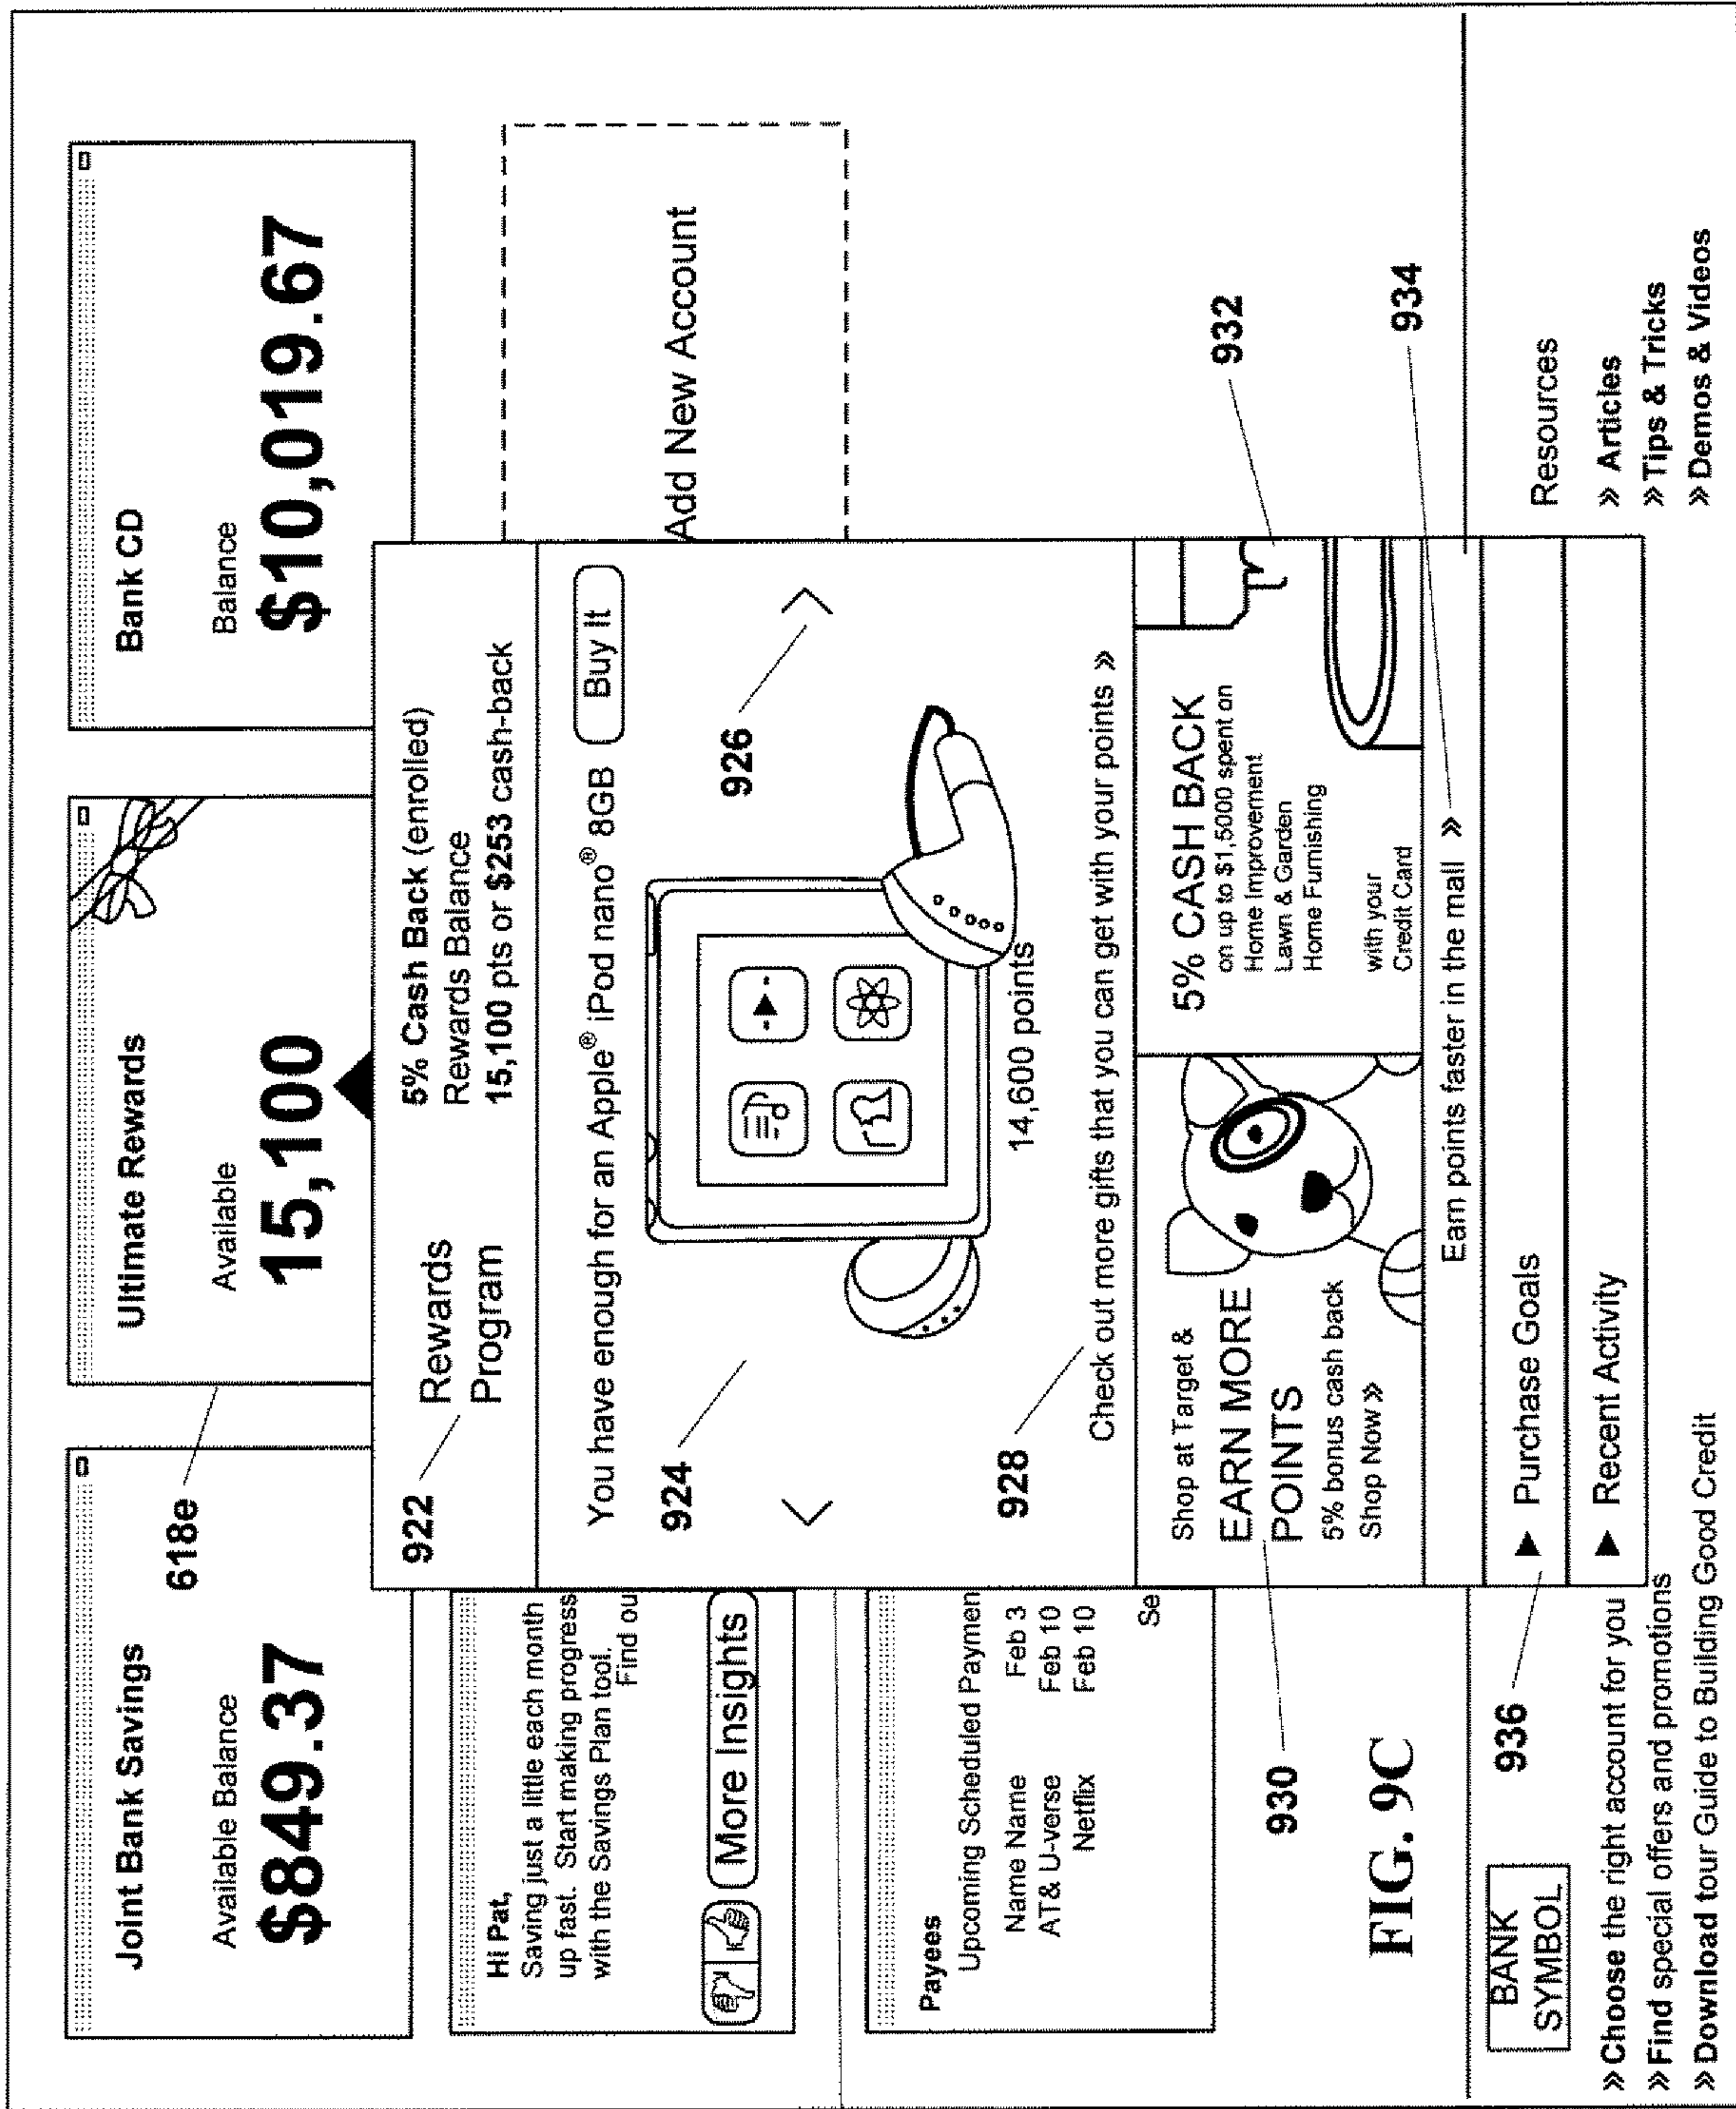 Joint Bank Savings
Available Balance
$849.37
618e
Ultimate Rewards
Available
15,100
Bank CD
Balance
$10,019.67
922
Rewards
Program
5% Cash Back (enrolled)
Rewards Balance
15,100 pts or $253 cash-back
Hi Pat,
Saving just a little each month
up fast. Start making progress
with the Savings Plan tool.
Find ou
More Insights
You have enough for an Apple® iPod nano® 8GB
Buy It
924
926
14,600 points
928
Check out more gifts that you can get with your points »
Add New Account
Payees
Upcoming Scheduled Paymen
Name Name Feb 3
AT& U-verse Feb 10
Netflix Feb 10
Se
Shop at Target &
EARN MORE
POINTS
5% bonus cash back
Shop Now »
930
5% CASH BACK
on up to $1,5000 spent on
Home Improvement
Lawn & Garden
Home Furnishing
with your
Credit Card
932
Earn points faster in the mall »
934
FIG. 9C
936
▶ Purchase Goals
▶ Recent Activity
BANK
SYMBOL
» Choose the right account for you
» Find special offers and promotions
» Download tour Guide to Building Good Credit
Resources
» Articles
» Tips & Tricks
» Demos & Videos